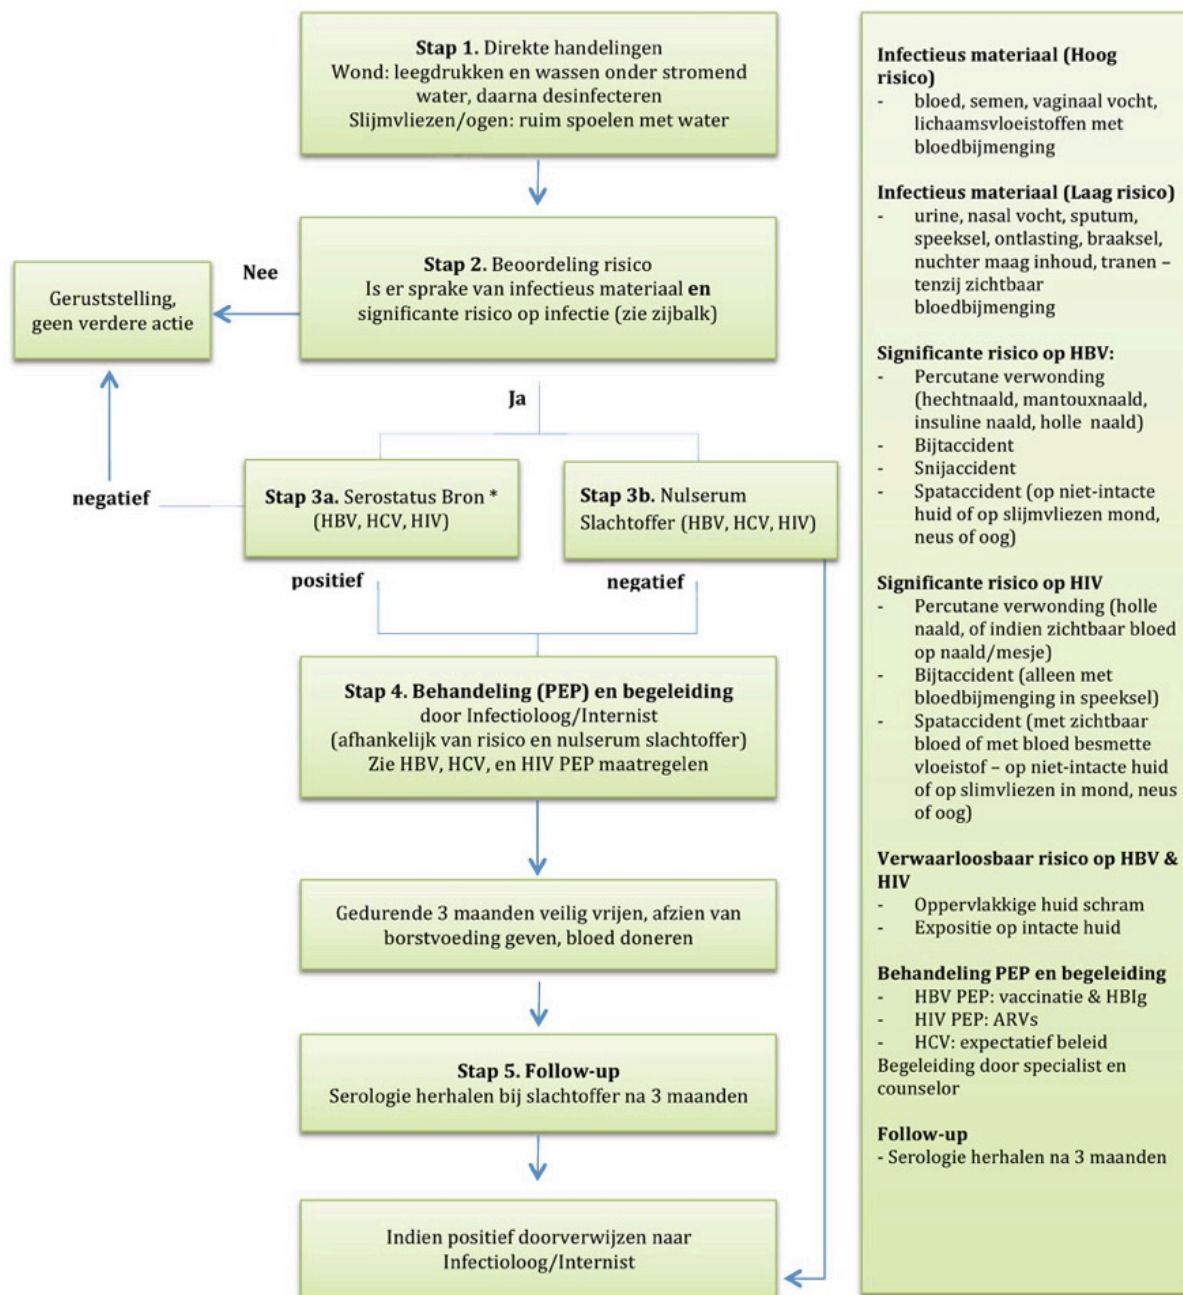 Stap 1. Direkte handelingen
Wond: leegdrukken en wassen onder stromend
water, daarna desinfecteren
Slijmvliezen/ogen: ruim spoelen met water
Nee
Stap 2. Beoordeling risico
Is er sprake van infectieus materiaal en
significante risico op infectie (zie zijbalk)
Geruststelling,
geen verdere actie
Ja
negatief
Stap 3a. Serostatus Bron *
(HBV, HCV, HIV)
Stap 3b. Nulserum
Slachtoffer (HBV, HCV, HIV)
positief
negatief
Stap 4. Behandeling (PEP) en begeleiding
door Infectioloog/Internist
(afhankelijk van risico en nulserum slachtoffer)
Zie HBV, HCV, en HIV PEP maatregelen
Gedurende 3 maanden veilig vrijen, afzien van
borstvoeding geven, bloed doneren
Stap 5. Follow-up
Serologie herhalen bij slachtoffer na 3 maanden
Indien positief doorverwijzen naar
Infectioloog/Internist
Infectieus materiaal (Hoog
risico)
- bloed, semen, vaginaal vocht,
lichaamsvloeistoffen met
bloedbijmenging
Infectieus materiaal (Laag risico)
- urine, nasal vocht, sputum,
speeksel, ontlasting, braaksel,
nuchter maag inhoud, tranen –
tenzij zichtbaar
bloedbijmenging
Significante risico op HBV:
- Percutane verwonding
(hechtnaald, mantouxnaald,
insuline naald, holle naald)
- Bijtaccident
- Snijaccident
- Spataccident (op niet-intacte
huid of op slijmvliezen mond,
neus of oog)
Significante risico op HIV
- Percutane verwonding (holle
naald, of indien zichtbaar bloed
op naald/mesje)
- Bijtaccident (alleen met
bloedbijmenging in speeksel)
- Spataccident (met zichtbaar
bloed of met bloed besmette
vloeistof – op niet-intacte huid
of op slimvliezen in mond, neus
of oog)
Verwaarloosbaar risico op HBV &
HIV
- Oppervlakkige huid schram
- Expositie op intacte huid
Behandeling PEP en begeleiding
- HBV PEP: vaccinatie & HBIg
- HIV PEP: ARVs
- HCV: expectatief beleid
Begeleiding door specialist en
counselor
Follow-up
- Serologie herhalen na 3 maanden